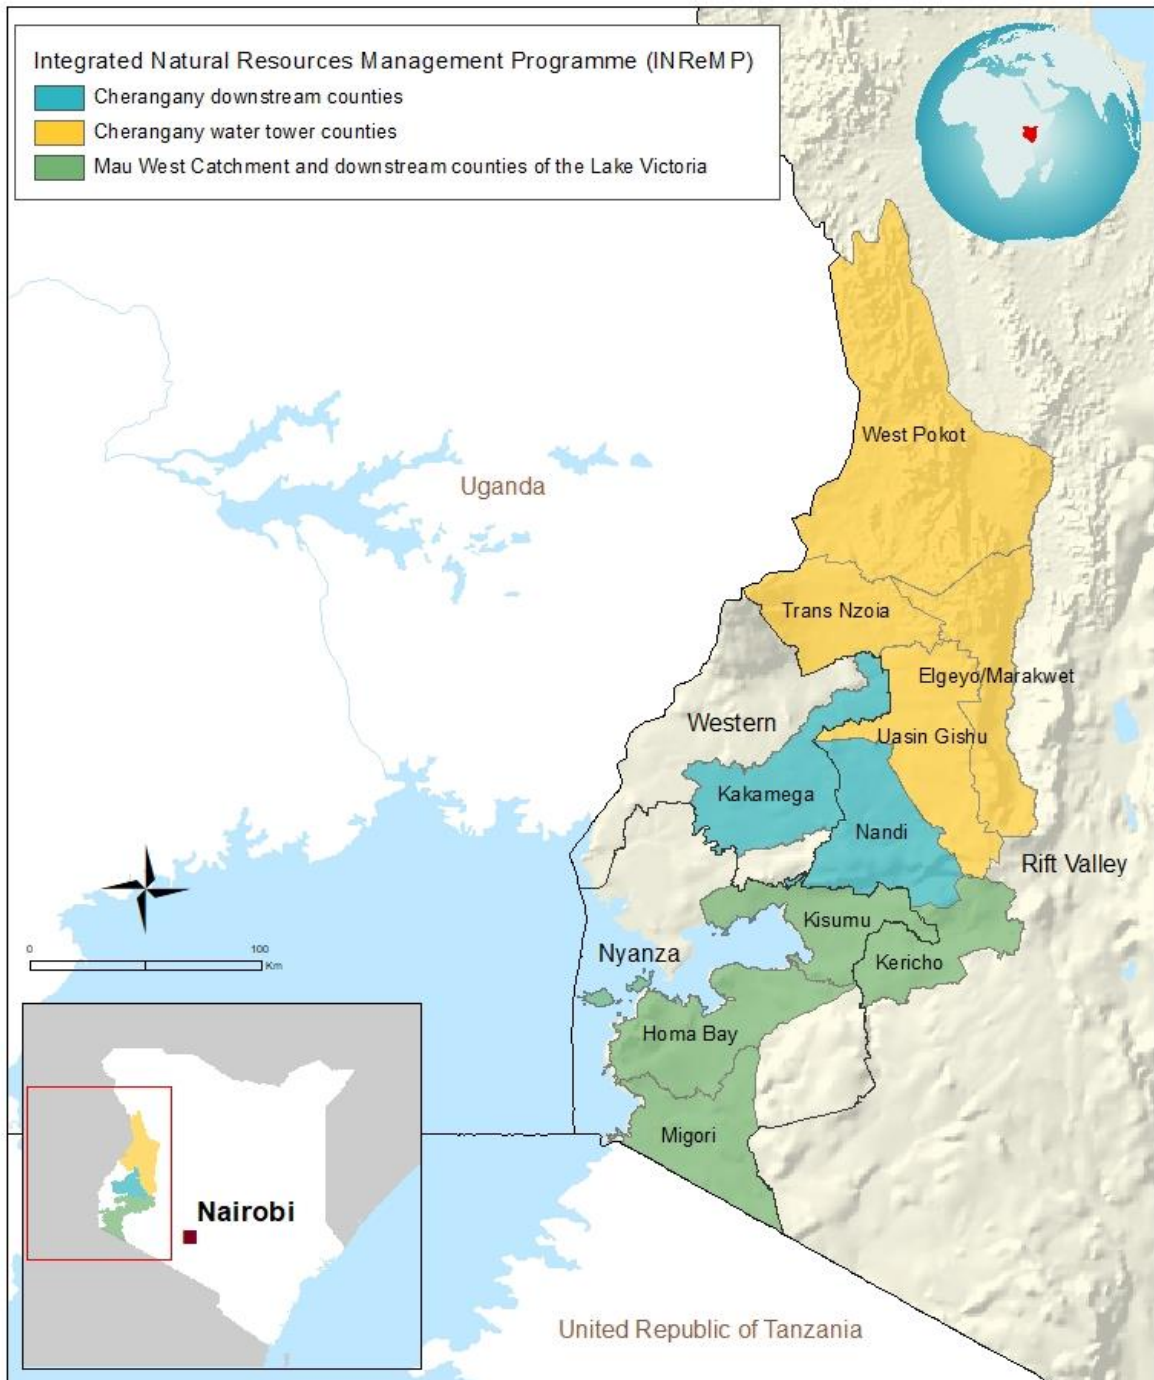 Integrated Natural Resources Management Programme (INReMP)
Cherangany downstream counties
Cherangany water tower counties
Mau West Catchment and downstream counties of the Lake Victoria
West Pokot
Uganda
Trans Nzoia
Elgeyo/Marakwet
Western
Uasin Gishu
Kakamega
Nandi
Rift Valley
Kisumu
Nyanza
Kericho
0 100
Km
Homa Bay
Migori
Nairobi
United Republic of Tanzania